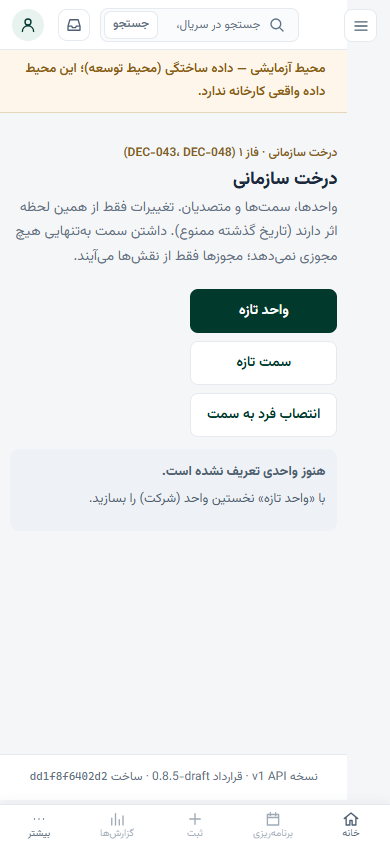 جستجو در سریال،
جستجو
محیط آزمایشی — داده ساختگی (محیط توسعه)؛ این محیط
داده واقعی کارخانه ندارد.
درخت سازمانی · فاز ۱ (DEC-043، DEC-048)
درخت سازمانی
واحدها، سمت‌ها و متصدیان. تغییرات فقط از همین لحظه
اثر دارند (تاریخ گذشته ممنوع). داشتن سمت به‌تنهایی هیچ
مجوزی نمی‌دهد؛ مجوزها فقط از نقش‌ها می‌آیند.
واحد تازه
سمت تازه
انتصاب فرد به سمت
هنوز واحدی تعریف نشده است.
با «واحد تازه» نخستین واحد (شرکت) را بسازید.
نسخه v1 API · قرارداد 0.8.5-draft · ساخت dd1f8f6402d2
خانه
برنامه‌ریزی
ثبت
گزارش‌ها
بیشتر